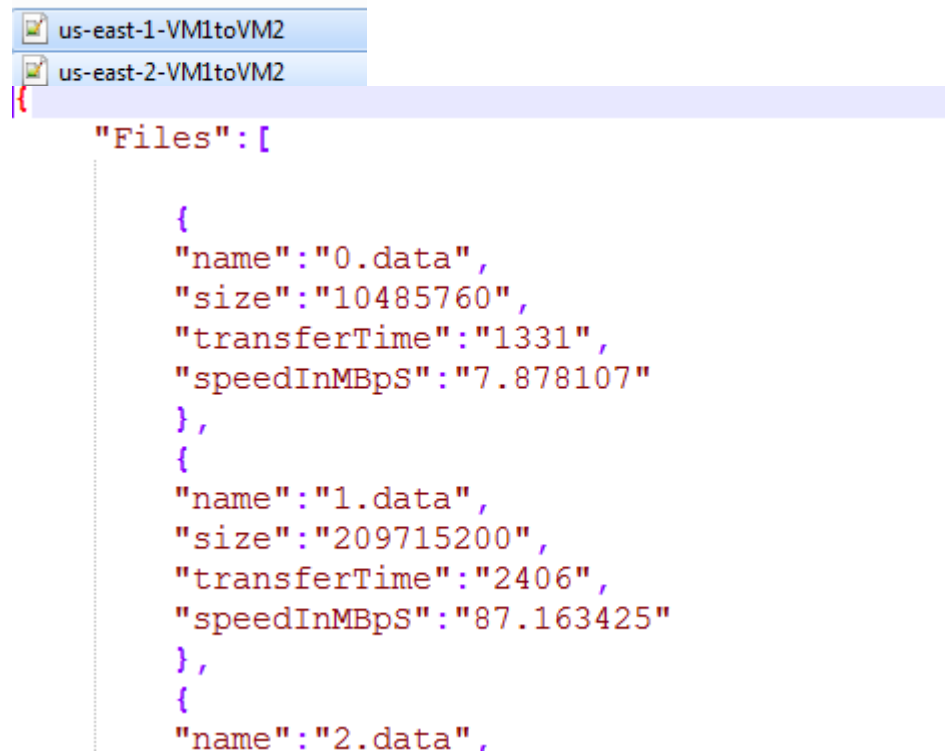 us-east-1-VM1toVM2
us-east-2-VM1toVM2
{
"Files":[
{
"name":"0.data",
"size":"10485760",
"transferTime":"1331",
"speedInMBpS":"7.878107"
},
{
"name":"1.data",
"size":"209715200",
"transferTime":"2406",
"speedInMBpS":"87.163425"
},
{
"name":"2.data",